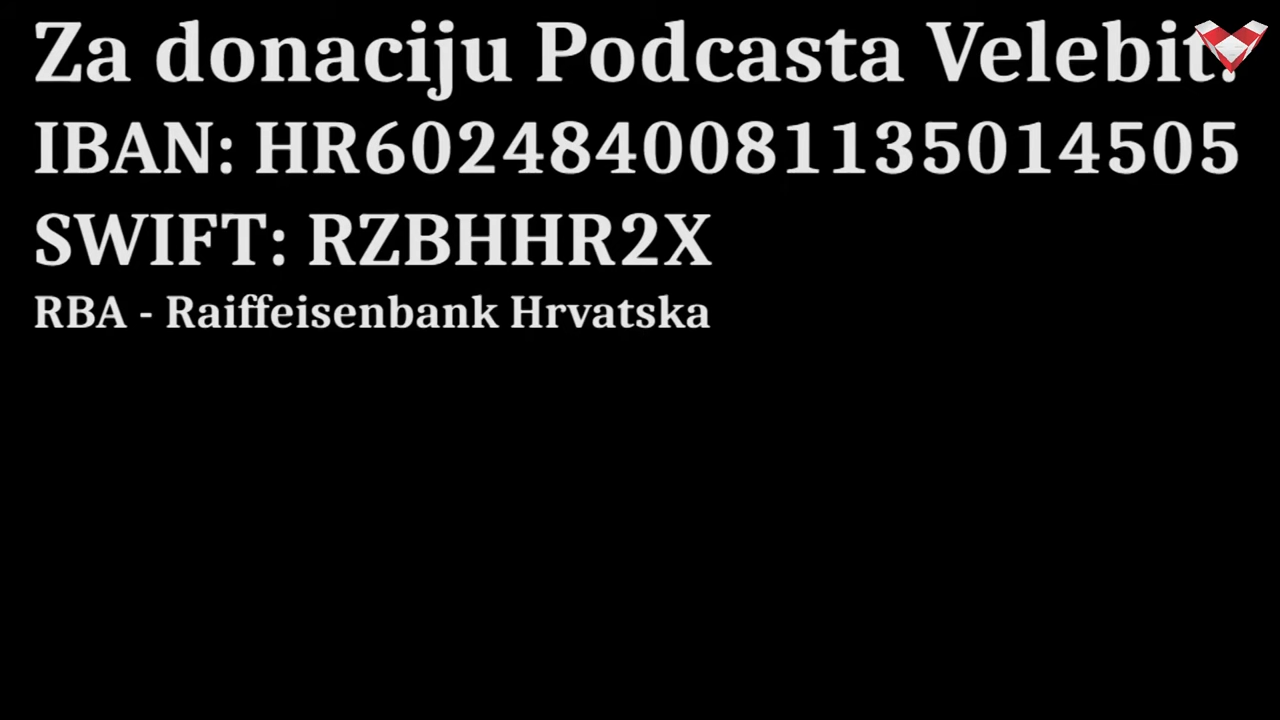 Za donaciju Podcasta Velebit:
IBAN: HR6024840081135014505
SWIFT: RZBHHR2X
RBA - Raiffeisenbank Hrvatska